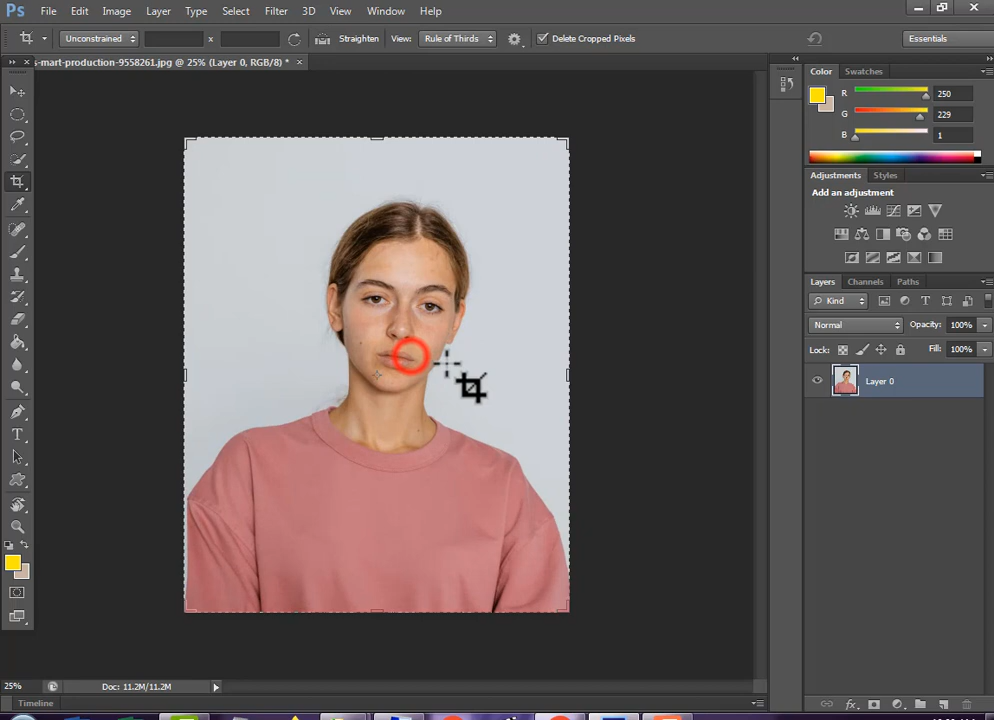 Ps File Edit Image Layer Type Select Filter 3D View Window Help
Unconstrained x Straighten View: Rule of Thirds Delete Cropped Pixels Essentials
s-mart-production-9558261.jpg @ 25% (Layer 0, RGB/8) * ×
Color Swatches
R 250
G 229
B 1
Adjustments Styles
Add an adjustment
Layers Channels Paths
Kind
Normal Opacity: 100%
Lock: Fill: 100%
Layer 0
25% Doc: 11.2M/11.2M
Timeline